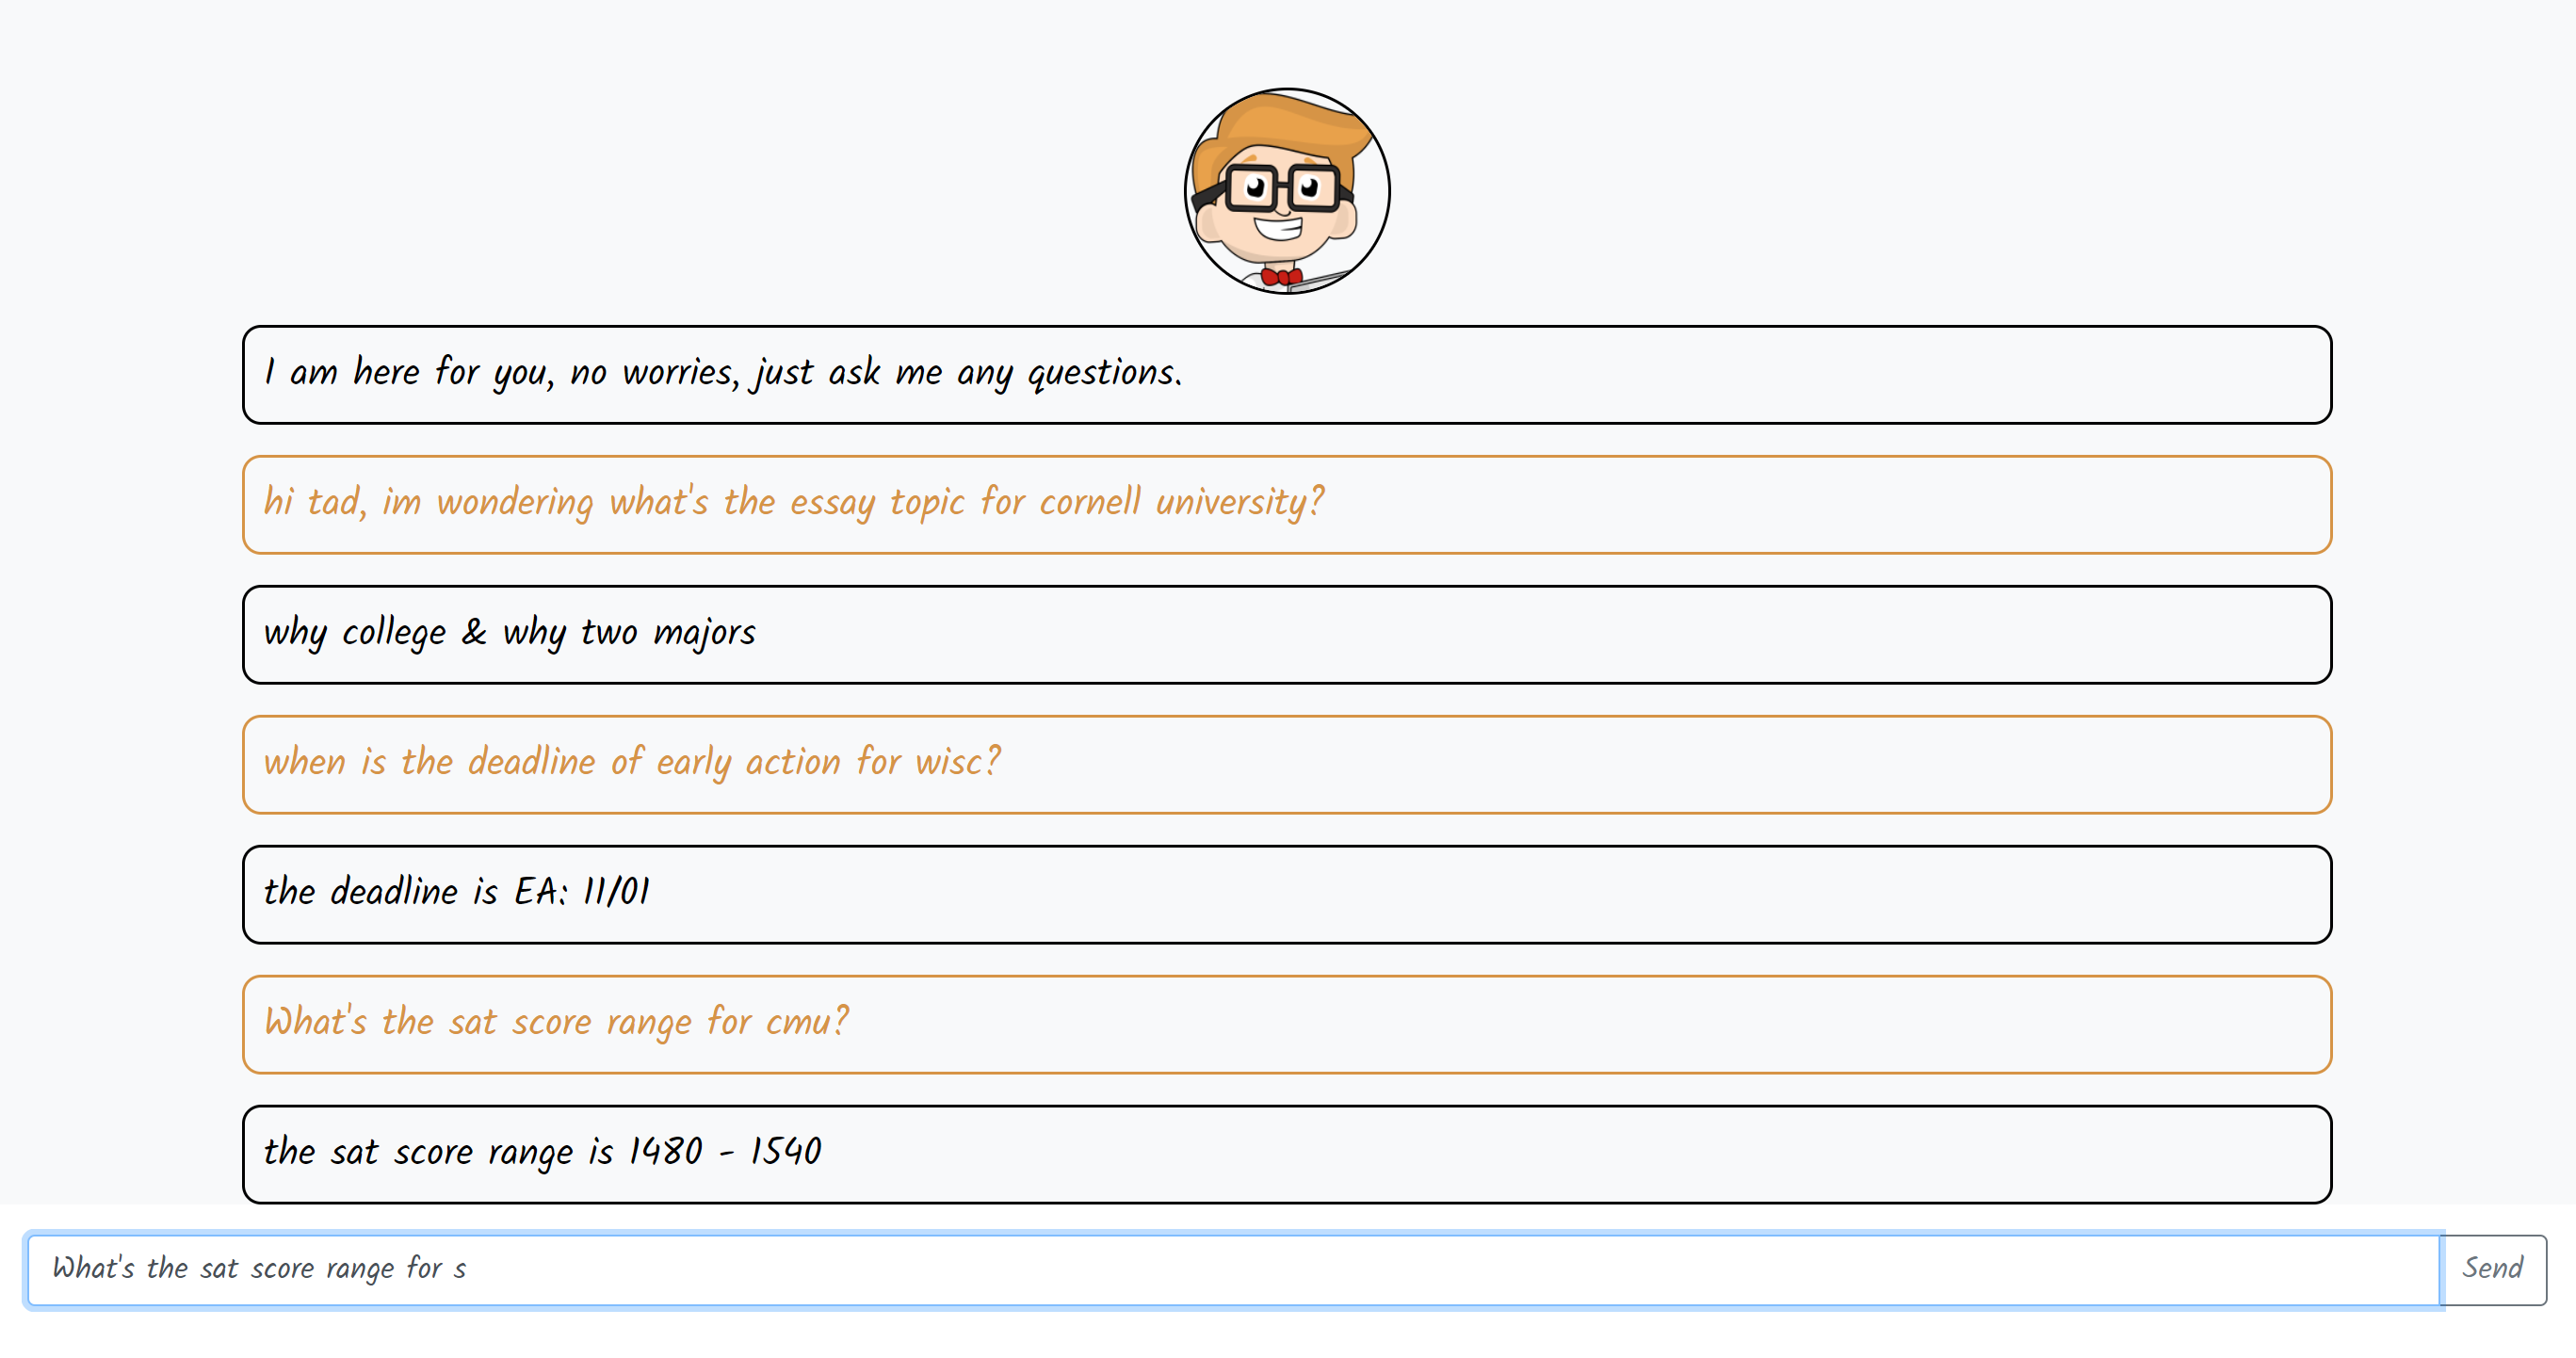 I am here for you, no worries, just ask me any questions.
hi tad, im wondering what's the essay topic for cornell university?
why college & why two majors
when is the deadline of early action for wisc?
the deadline is EA: 11/01
What's the sat score range for cmu?
the sat score range is 1480 - 1540
What's the sat score range for s
Send